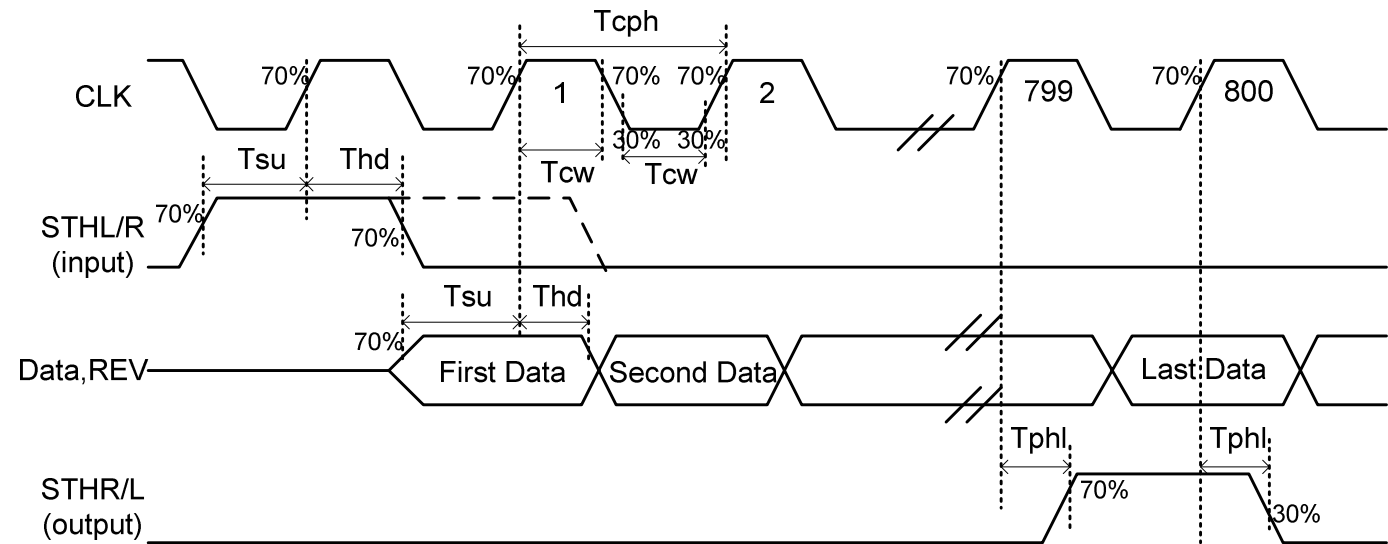 Tcph
CLK
70%
70%
1
70%
70%
2
70%
799
70%
800
30%
30%
Tsu
Thd
Tcw
Tcw
STHL/R
(input)
70%
70%
Tsu
Thd
Data,REV
70%
First Data
Second Data
Last Data
Tphl
Tphl
STHR/L
(output)
70%
30%